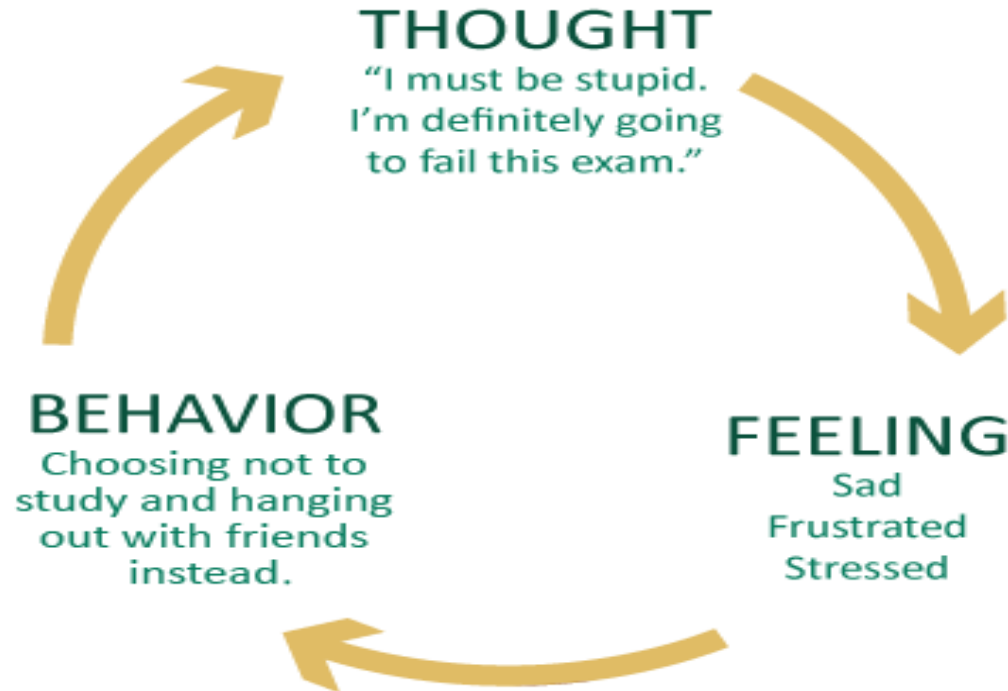 THOUGHT
“I must be stupid.
I’m definitely going
to fail this exam.”
FEELING
Sad
Frustrated
Stressed
BEHAVIOR
Choosing not to
study and hanging
out with friends
instead.